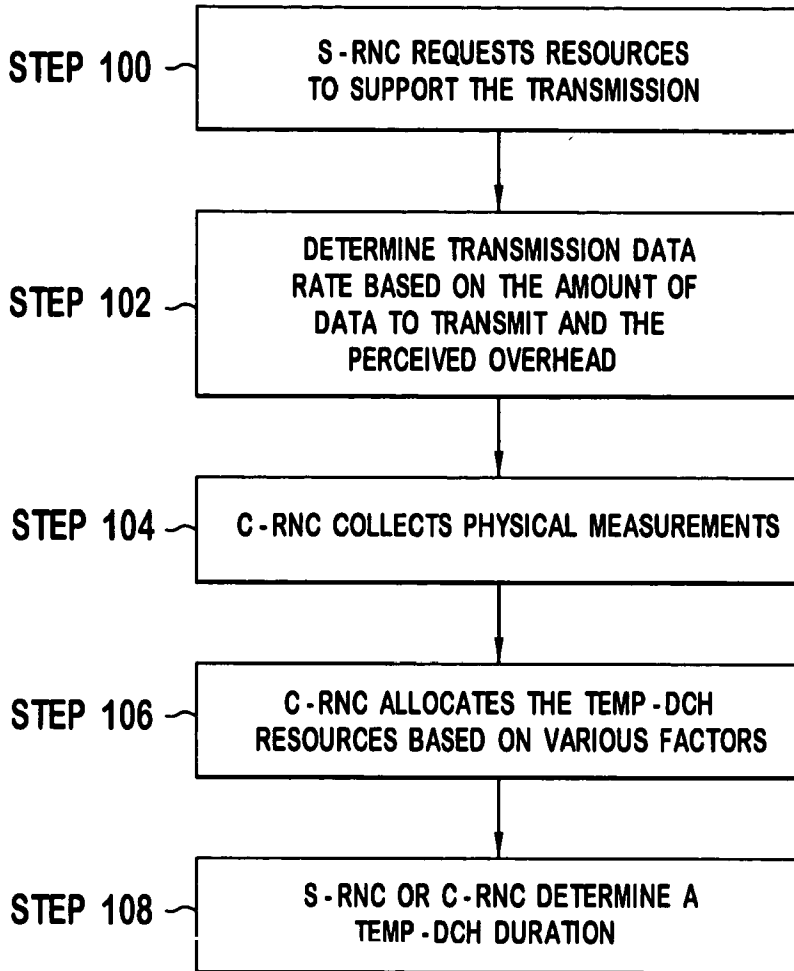 STEP 100
S-RNC REQUESTS RESOURCES
TO SUPPORT THE TRANSMISSION
STEP 102
DETERMINE TRANSMISSION DATA
RATE BASED ON THE AMOUNT OF
DATA TO TRANSMIT AND THE
PERCEIVED OVERHEAD
STEP 104
C-RNC COLLECTS PHYSICAL MEASUREMENTS
STEP 106
C-RNC ALLOCATES THE TEMP-DCH
RESOURCES BASED ON VARIOUS FACTORS
STEP 108
S-RNC OR C-RNC DETERMINE A
TEMP-DCH DURATION